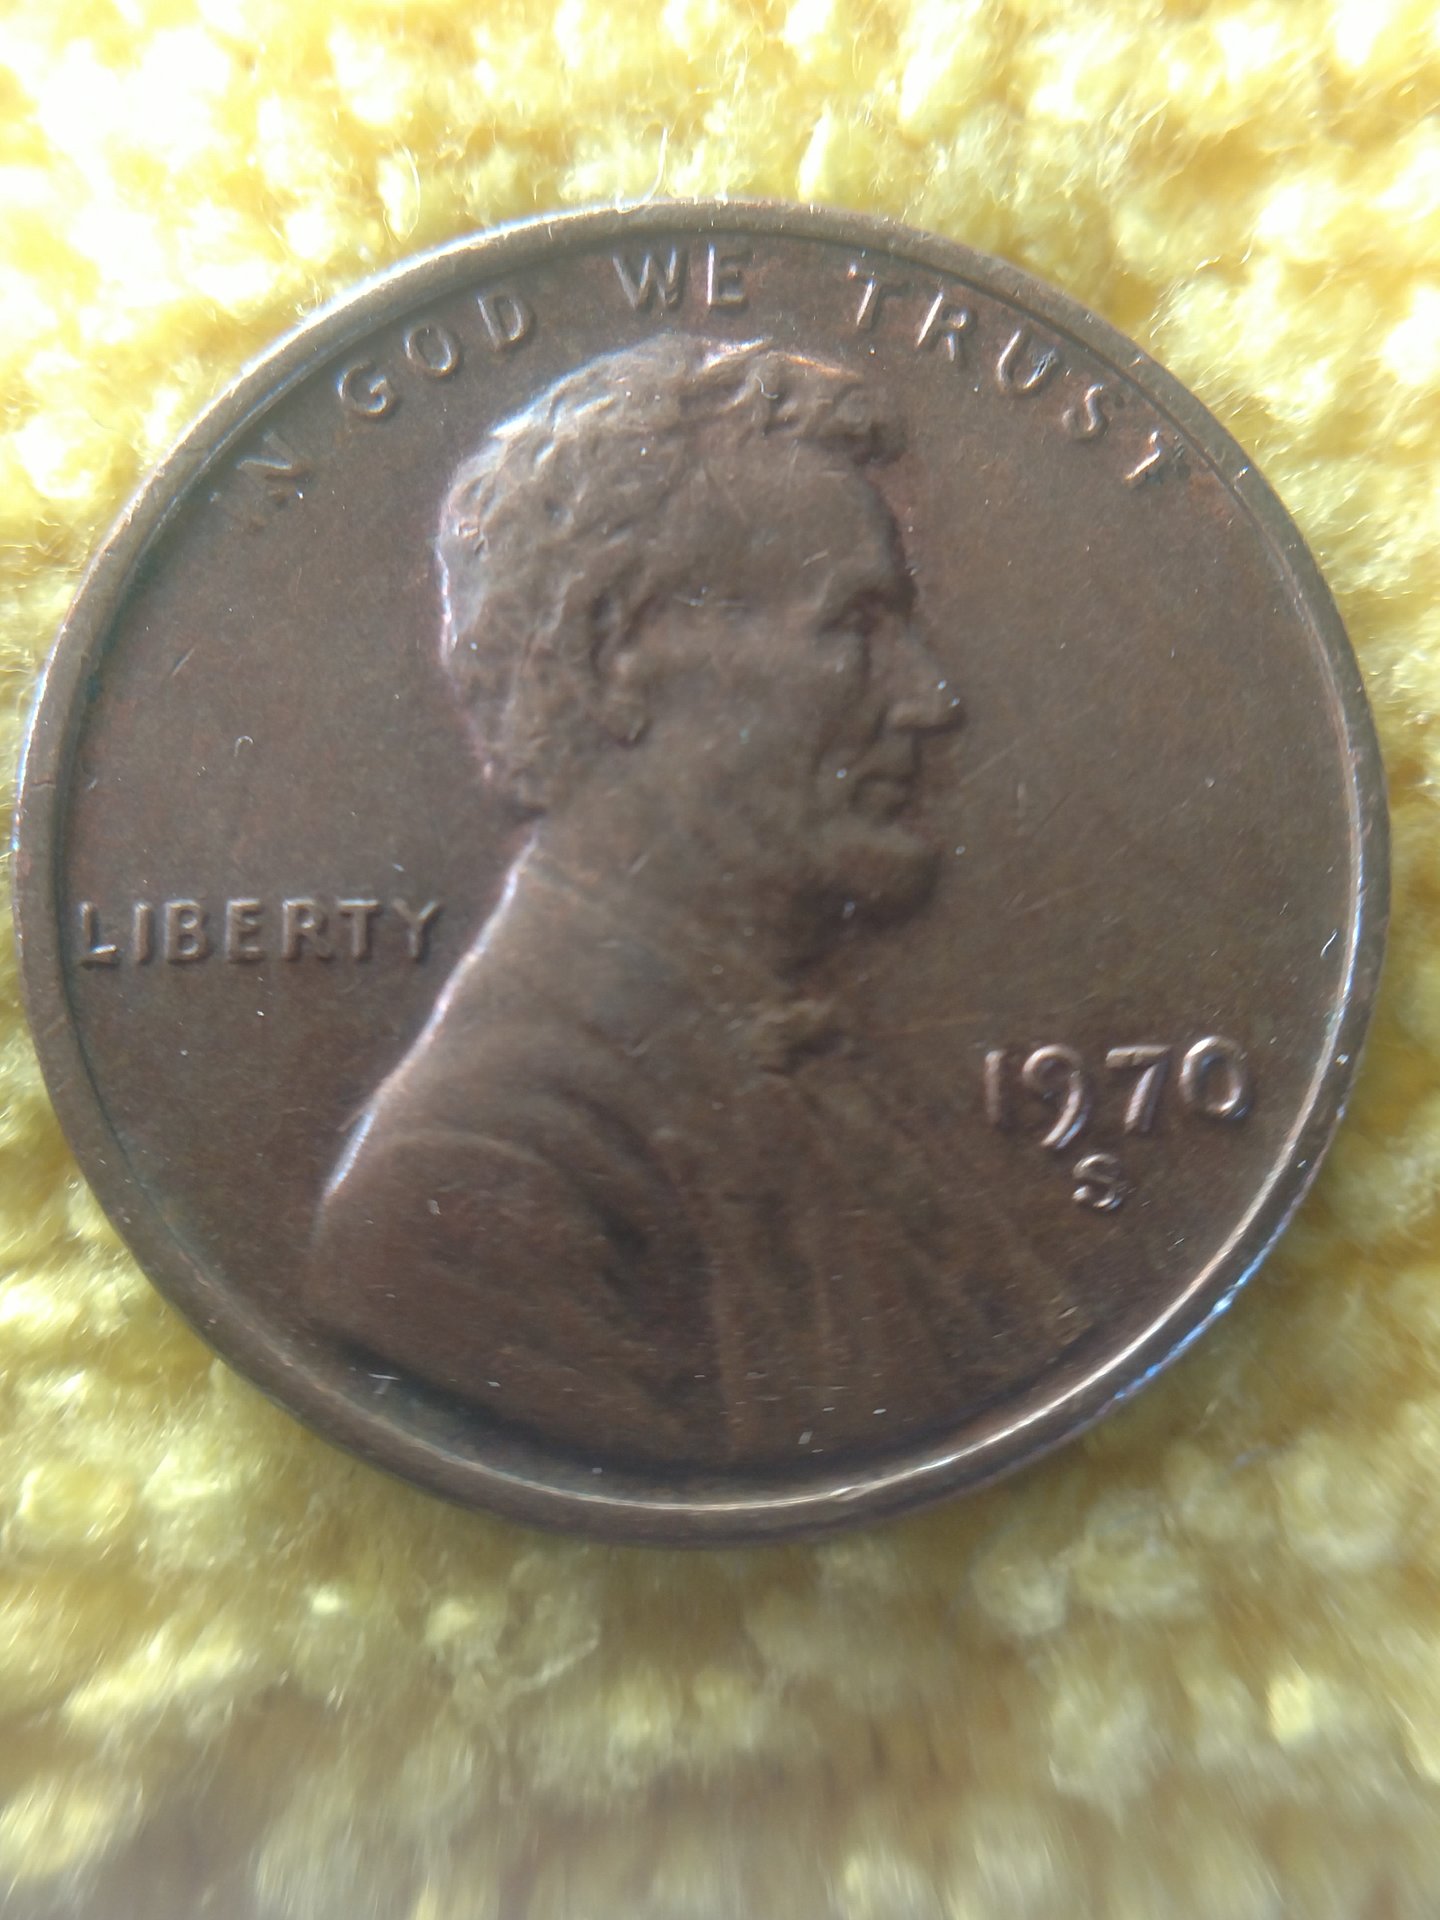 IN GOD WE TRUST
LIBERTY
1970
S